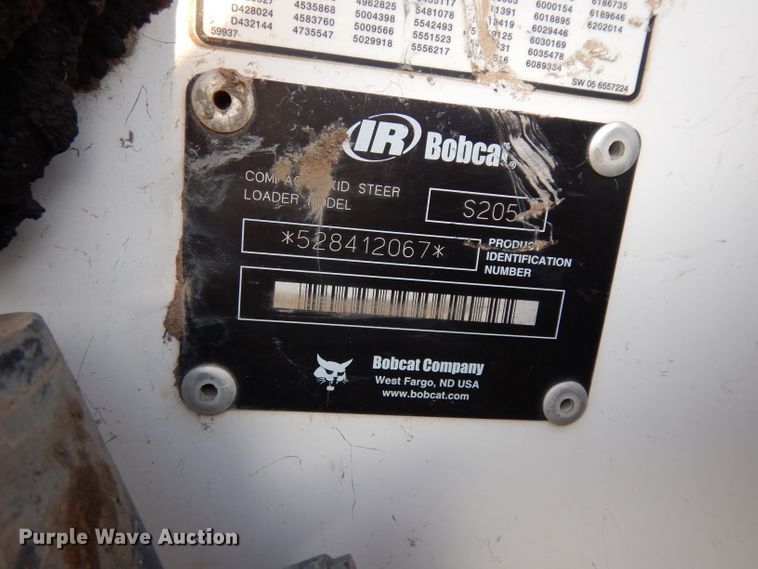 D428024 4535868 4962825 6000154 6186735
D432144 4583760 5004398 5481078 6018895 6189646
59937 4735547 5009566 5542493 6029446 6202014
5029918 5551523 6030169
5556217 6035478
6089334
SW 05 6557224
IR Bobcat®
STEER
LOADER S205
*528412067*
IDENTIFICATION
NUMBER
Bobcat Company
West Fargo, ND USA
www.bobcat.com
Purple Wave Auction